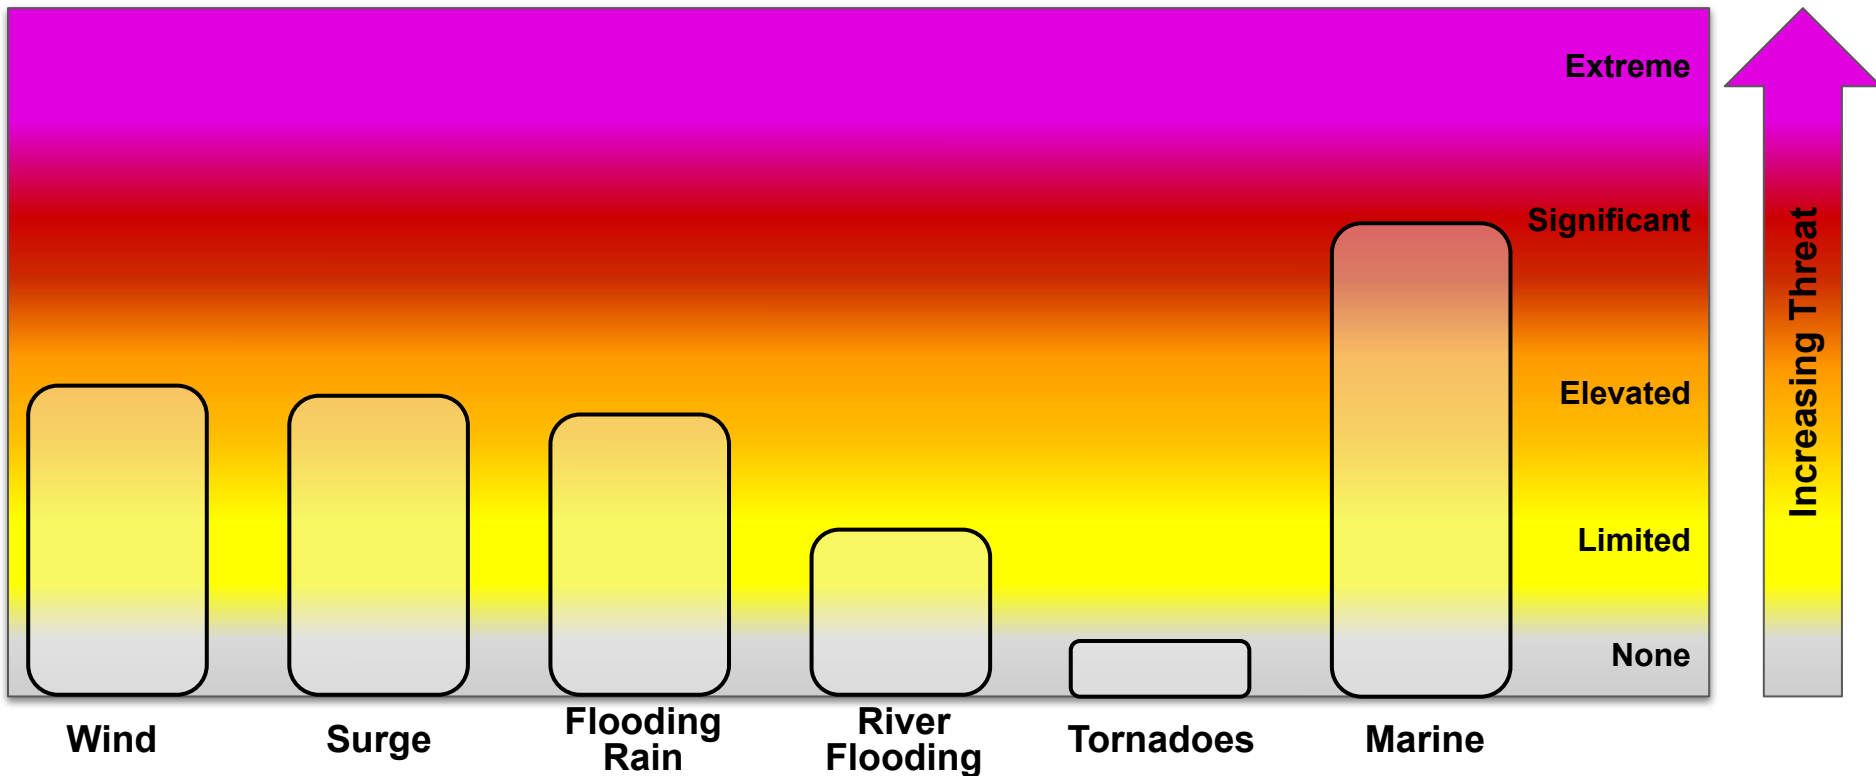 Extreme
Significant
Elevated
Limited
None
Increasing Threat
Wind
Surge
Flooding
Rain
River
Flooding
Tornadoes
Marine